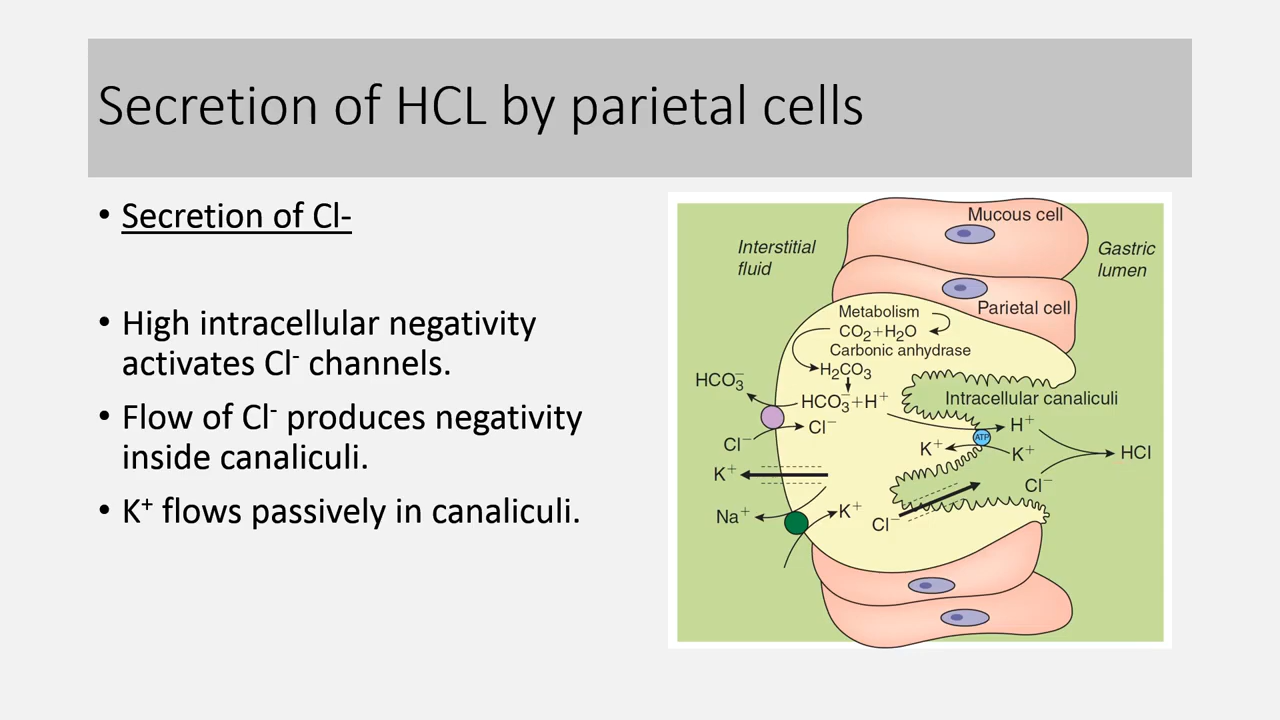 Secretion of HCL by parietal cells
• Secretion of Cl-
• High intracellular negativity
activates Cl⁻ channels.
• Flow of Cl⁻ produces negativity
inside canaliculi.
• K⁺ flows passively in canaliculi.
Mucous cell
Interstitial
fluid
Gastric
lumen
Parietal cell
Metabolism
CO₂+H₂O
Carbonic anhydrase
H₂CO₃
HCO₃⁻
HCO₃⁻+H⁺
Intracellular canaliculi
Cl⁻
Cl⁻
H⁺
ATP
K⁺
K⁺
HCl
K⁺
Cl⁻
Na⁺
K⁺
Cl⁻